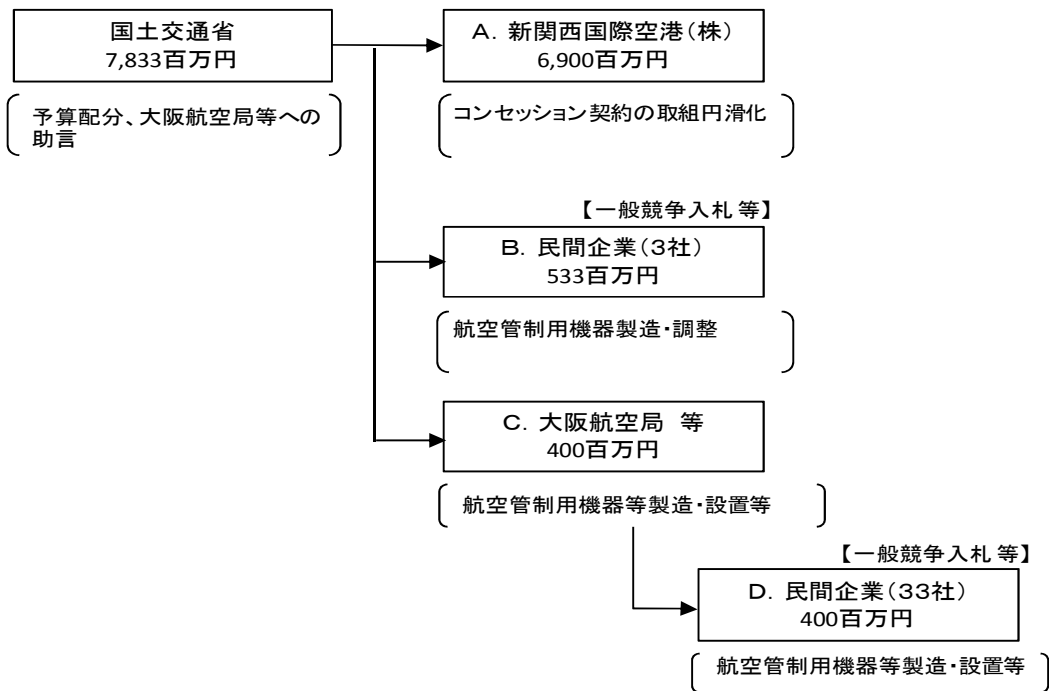 国土交通省
7,833百万円
予算配分、大阪航空局等への
助言
A. 新関西国際空港(株)
6,900百万円
コンセッション契約の取組円滑化
【一般競争入札等】
B. 民間企業(3社)
533百万円
航空管制用機器製造・調整
C. 大阪航空局 等
400百万円
航空管制用機器等製造・設置等
【一般競争入札等】
D. 民間企業(33社)
400百万円
航空管制用機器等製造・設置等